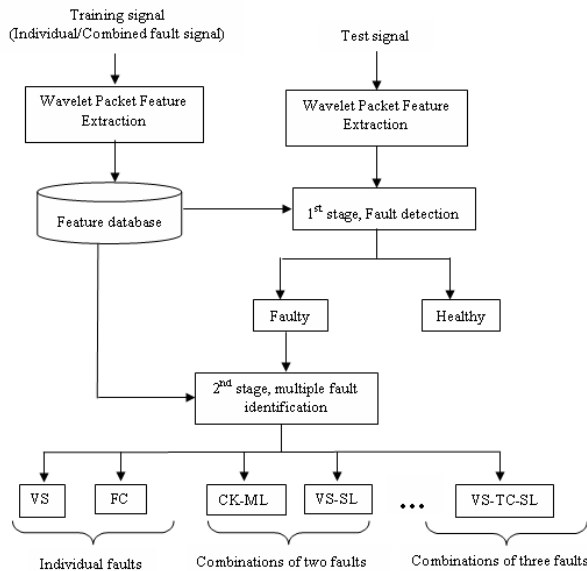 Training signal
(Individual/Combined fault signal)
Test signal
Wavelet Packet Feature
Extraction
Wavelet Packet Feature
Extraction
Feature database
1st stage, Fault detection
Faulty
Healthy
2nd stage, multiple fault
identification
VS
FC
CK-ML
VS-SL
...
VS-TC-SL
Individual faults
Combinations of two faults
Combinations of three faults